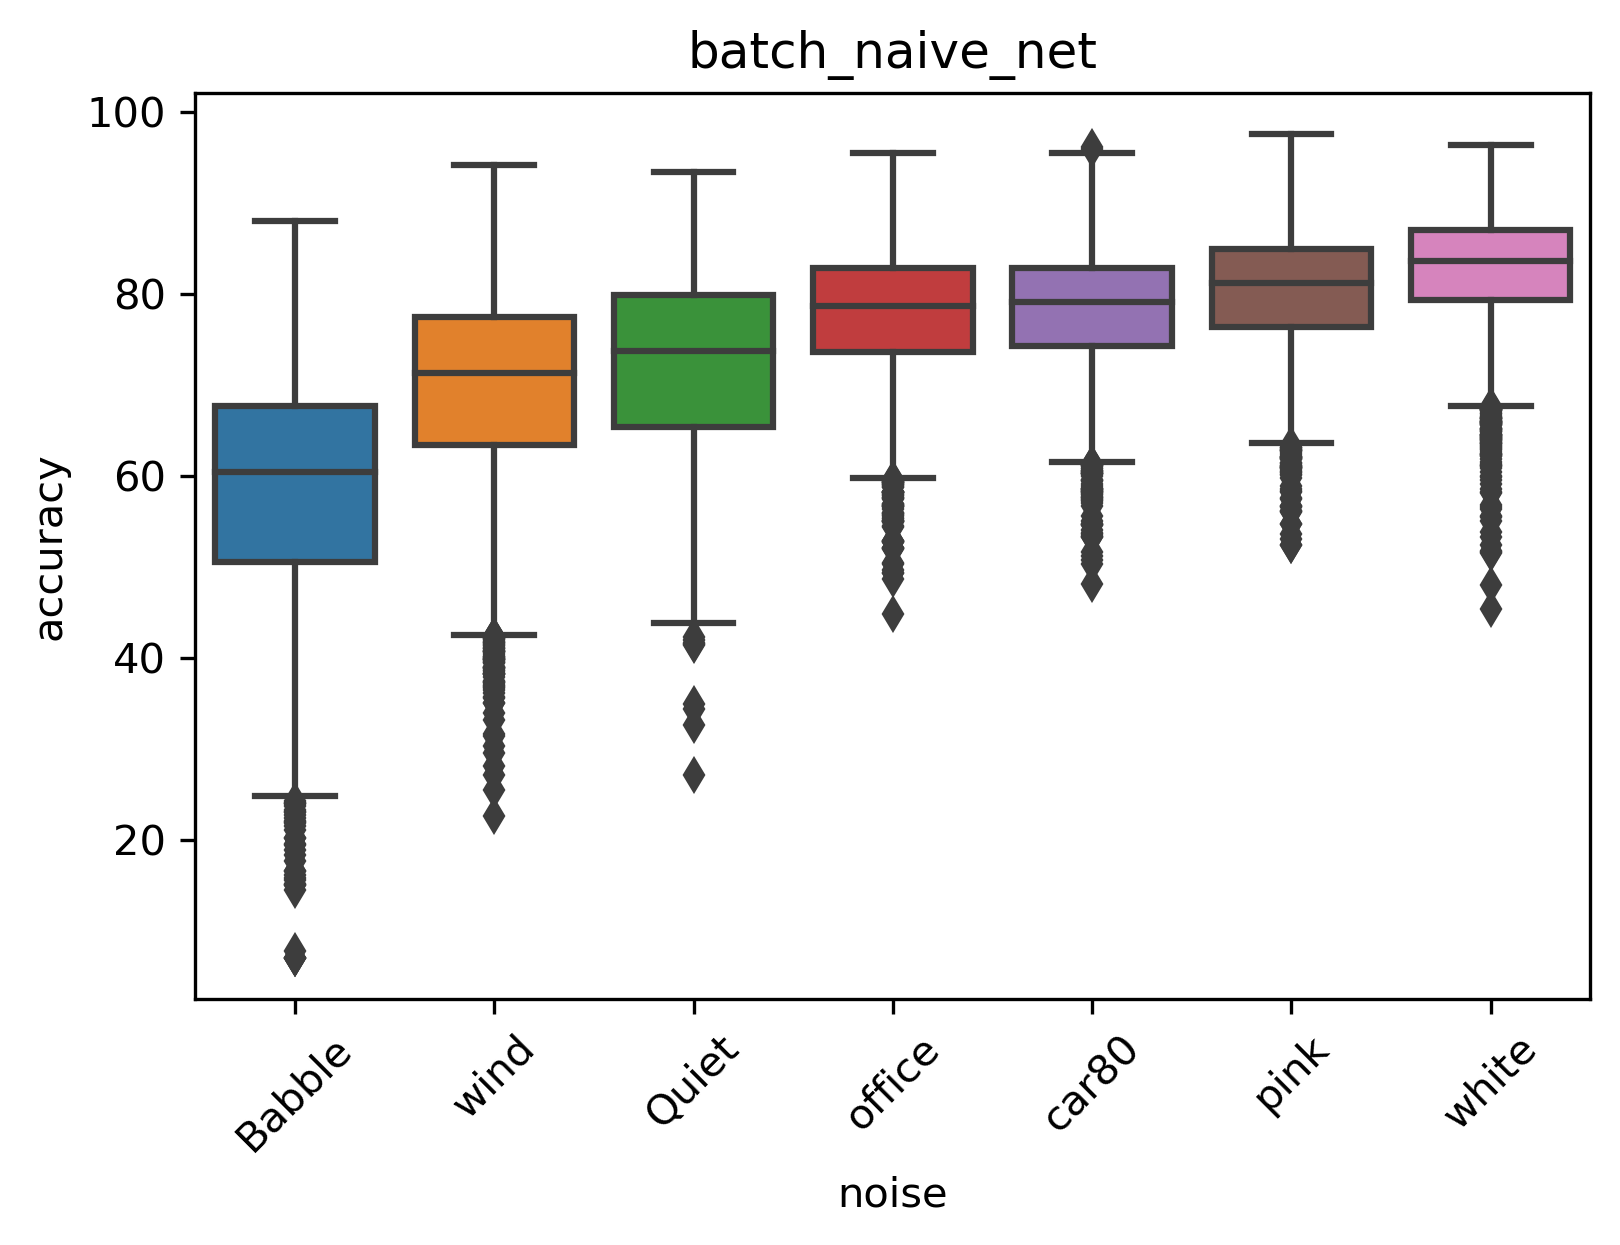 batch_naive_net
100
80
60
40
20
accuracy
Babble
wind
Quiet
office
car80
pink
white
noise